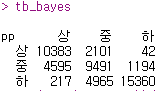 > tb_bayes
pp 상 중 하
상 10383 2101 42
중 4595 9491 1194
하 217 4965 15360